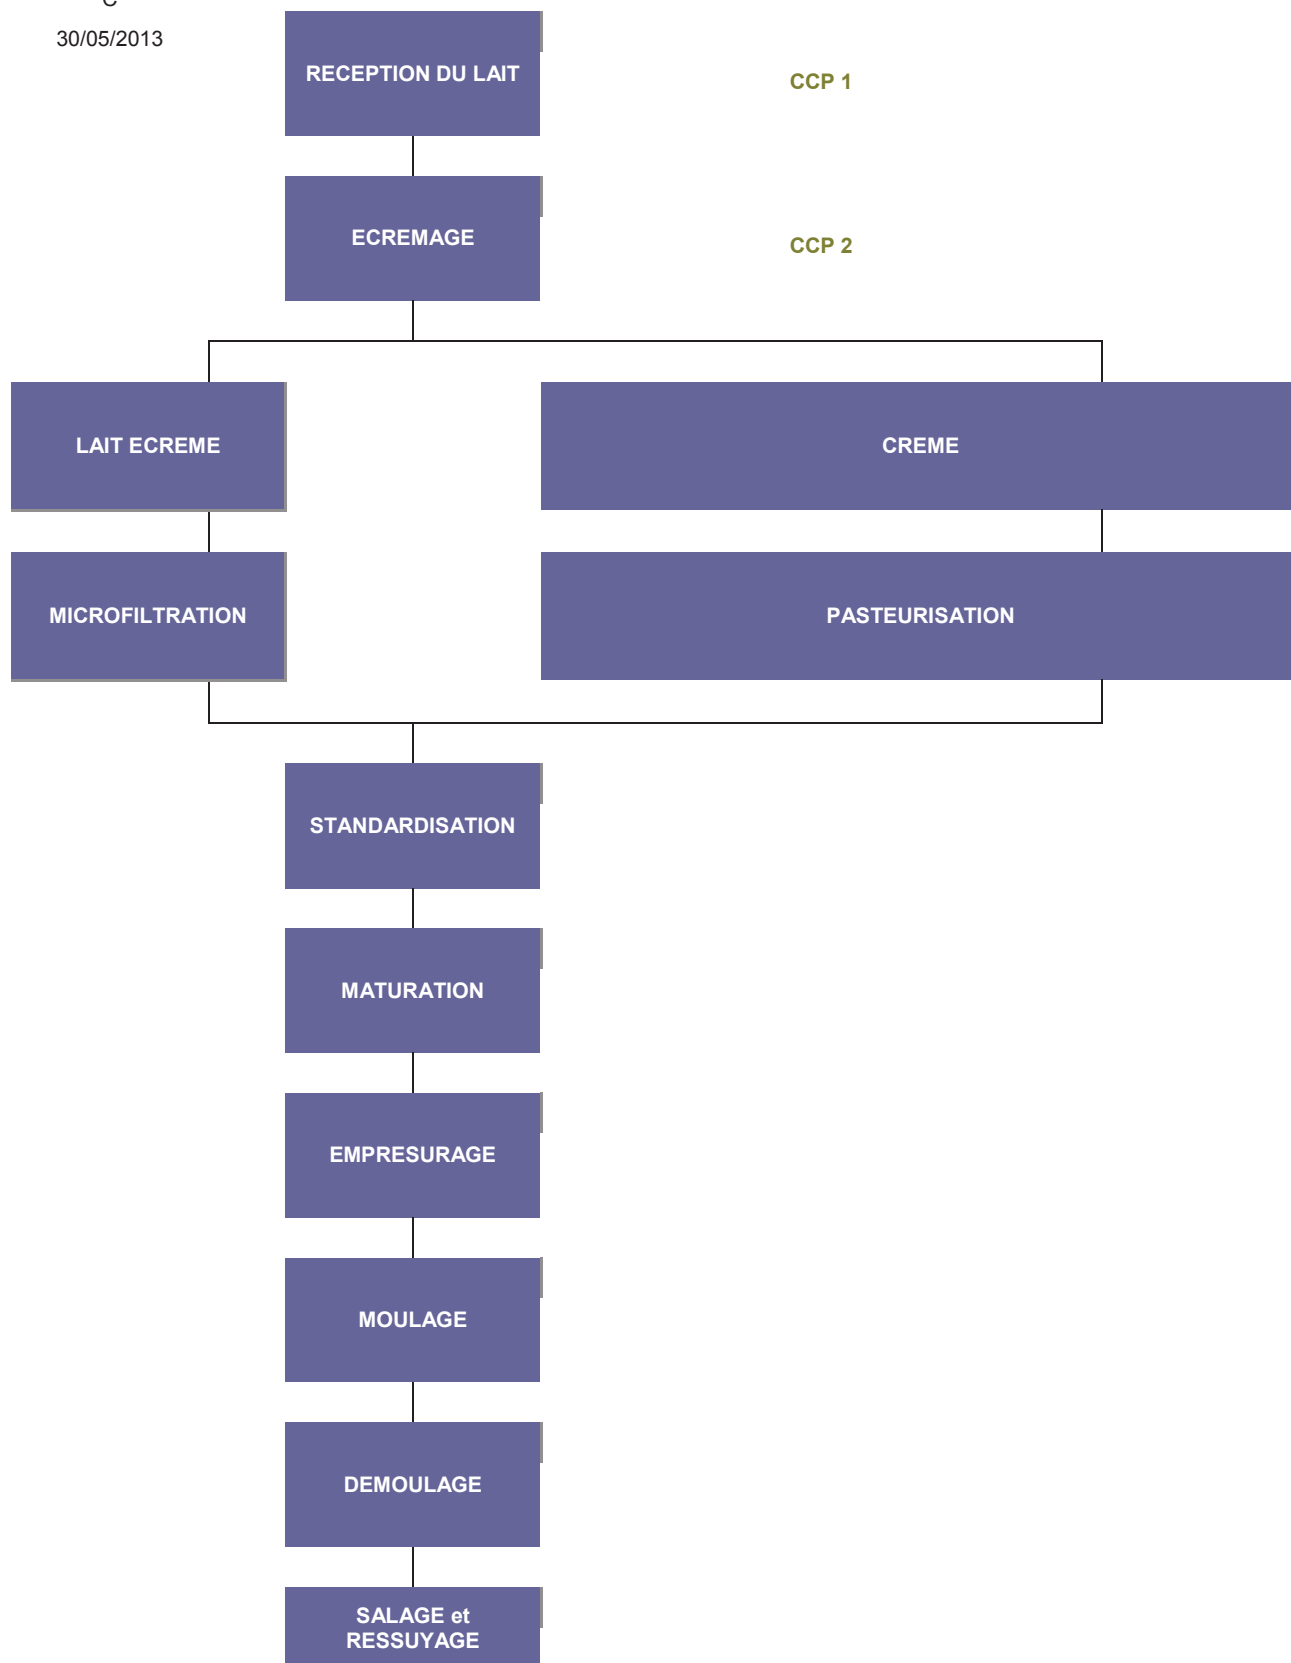 30/05/2013
RECEPTION DU LAIT
CCP 1
ECREMAGE
CCP 2
LAIT ECREME
CREME
MICROFILTRATION
PASTEURISATION
STANDARDISATION
MATURATION
EMPRESURAGE
MOULAGE
DEMOULAGE
SALAGE et
RESSUYAGE